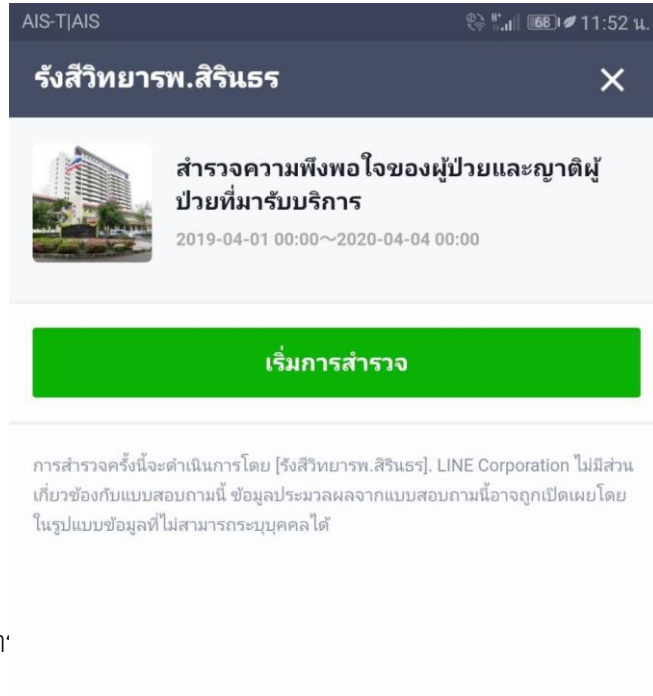 AIS-T|AIS
68 11:52 น.
รังสีวิทยารพ.สิรินธร
สำรวจความพึงพอใจของผู้ป่วยและญาติผู้
ป่วยที่มารับบริการ
2019-04-01 00:00～2020-04-04 00:00
เริ่มการสำรวจ
การสำรวจครั้งนี้จะดำเนินการโดย [รังสีวิทยารพ.สิรินธร]. LINE Corporation ไม่มีส่วน
เกี่ยวข้องกับแบบสอบถามนี้ ข้อมูลประมวลผลจากแบบสอบถามนี้อาจถูกเปิดเผยโดย
ในรูปแบบข้อมูลที่ไม่สามารถระบุบุคคลได้